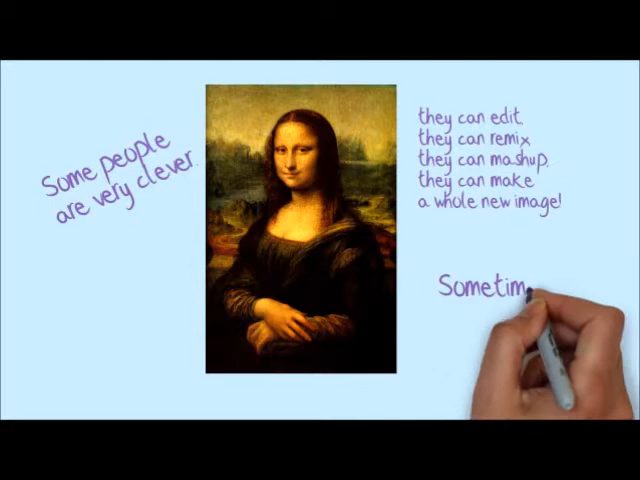 Some people
are very clever.
they can edit.
they can remix
they can mashup.
they can make
a whole new image!
Sometim